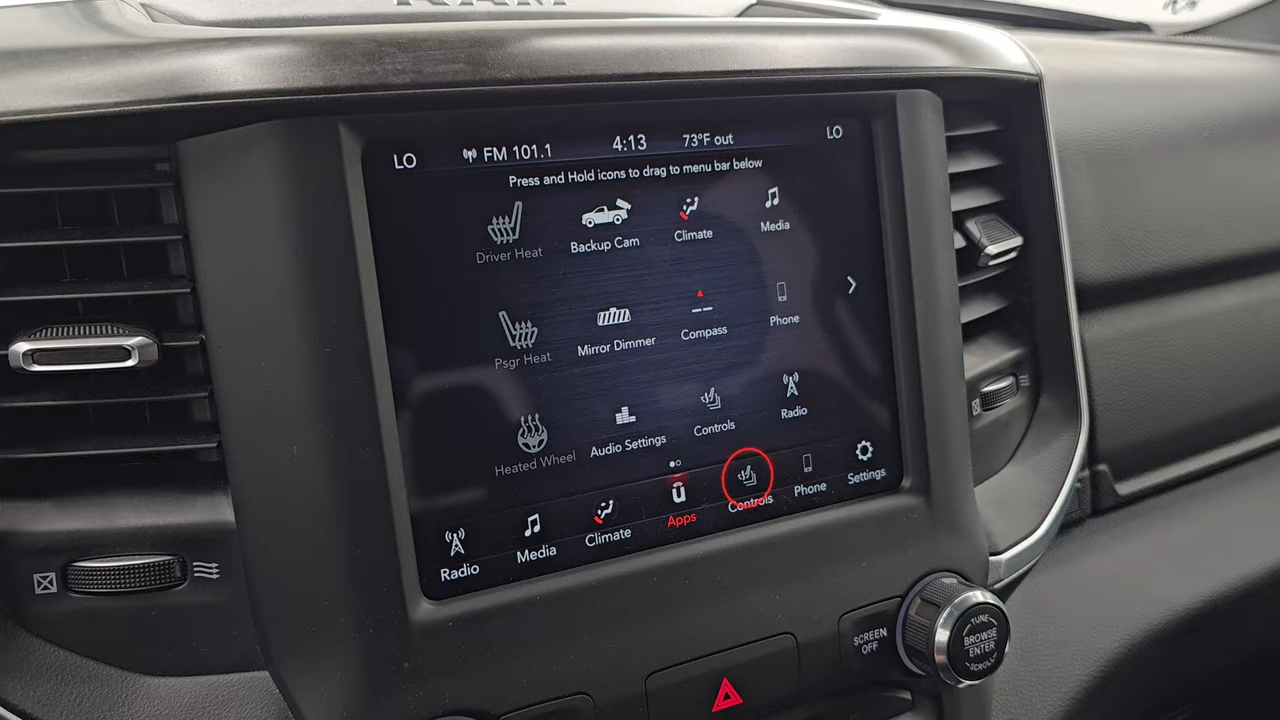 RAM
LO FM 101.1 4:13 73°F out LO
Press and Hold icons to drag to menu bar below
Driver Heat Backup Cam Climate Media
Psgr Heat Mirror Dimmer Compass Phone
Heated Wheel Audio Settings Controls Radio
Radio Media Climate Apps Controls Phone Settings
SCREEN
OFF
TUNE
BROWSE
ENTER
SCROLL